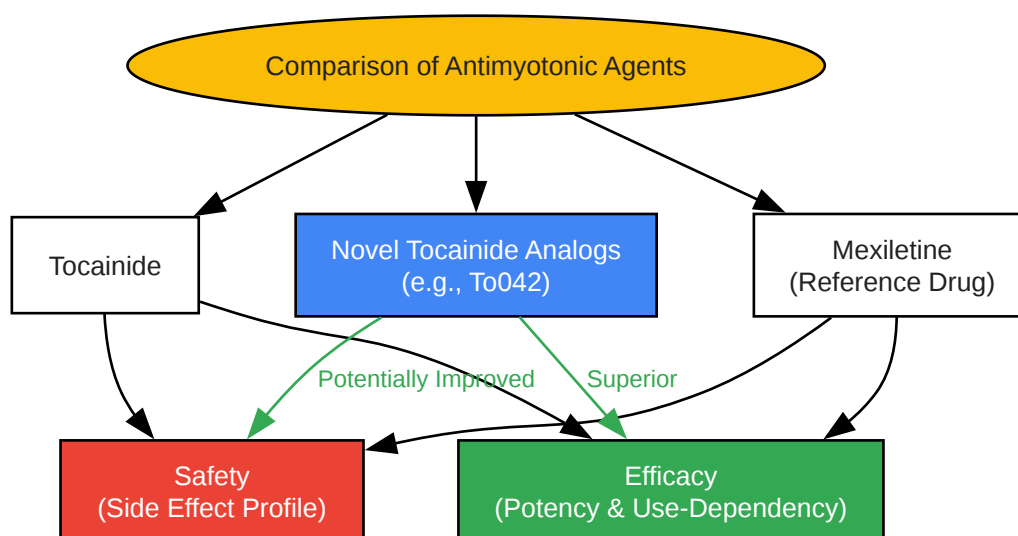 Comparison of Antimyotonic Agents
Tocainide
Novel Tocainide Analogs
(e.g., To042)
Mexiletine
(Reference Drug)
Potentially Improved
Superior
Safety
(Side Effect Profile)
Efficacy
(Potency & Use-Dependency)